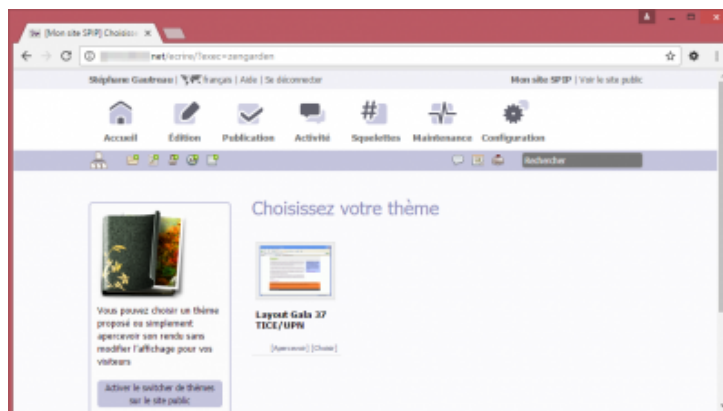 [Mon site SPIP] Choisiss
net/ecrire/?exec=zengarden
Stéphane Gautreau | français | Aide | Se déconnecter
Mon site SPIP | Voir le site public
Accueil Édition Publication Activité Squelettes Maintenance Configuration
Rechercher
Choisissez votre thème
Vous pouvez choisir un thème
proposé ou simplement
apercevoir son rendu sans
modifier l'affichage pour vos
visiteurs
Layout Gala 37
TICE/UPN
[Apercevoir] [Choisir]
Activer le switcher de thèmes
sur le site public